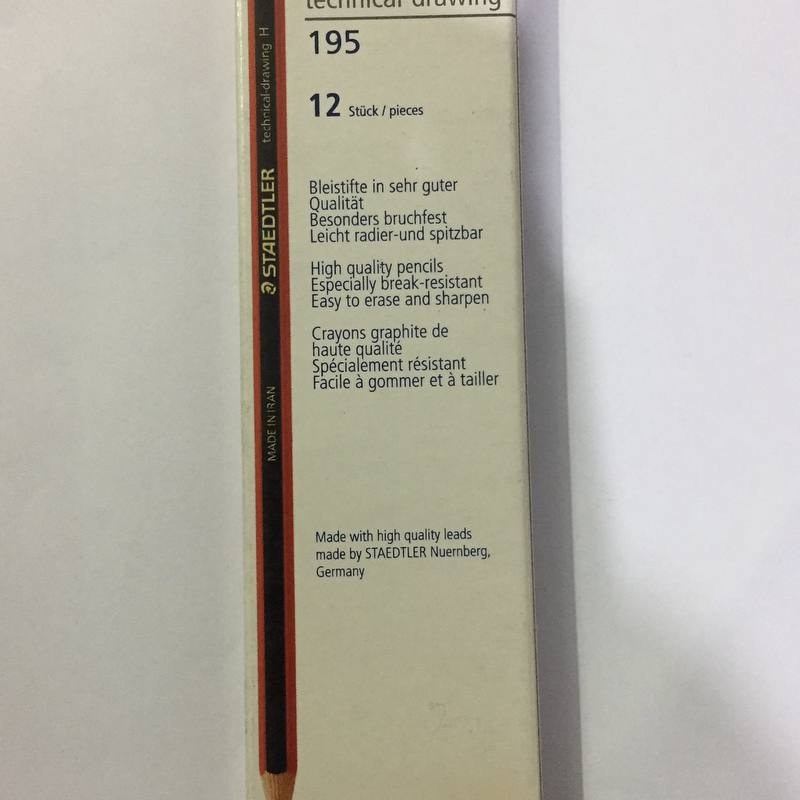 technical drawing
195
12 Stück / pieces
Bleistifte in sehr guter
Qualität
Besonders bruchfest
Leicht radier-und spitzbar
High quality pencils
Especially break-resistant
Easy to erase and sharpen
Crayons graphite de
haute qualité
Spécialement résistant
Facile à gommer et à tailler
Made with high quality leads
made by STAEDTLER Nuernberg,
Germany
MADE IN IRAN
STAEDTLER
technical-drawing H